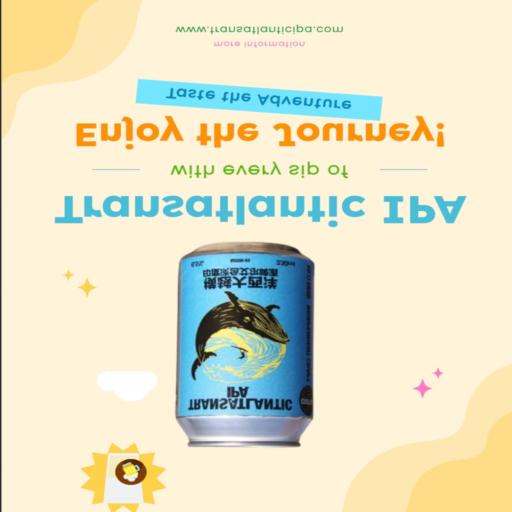 TRANSATLANTIC
IPA
330ml
Transatlantic IPA
with every sip of
Enjoy the Journey!
Taste the Adventure
more information
www.transatlanticipa.com